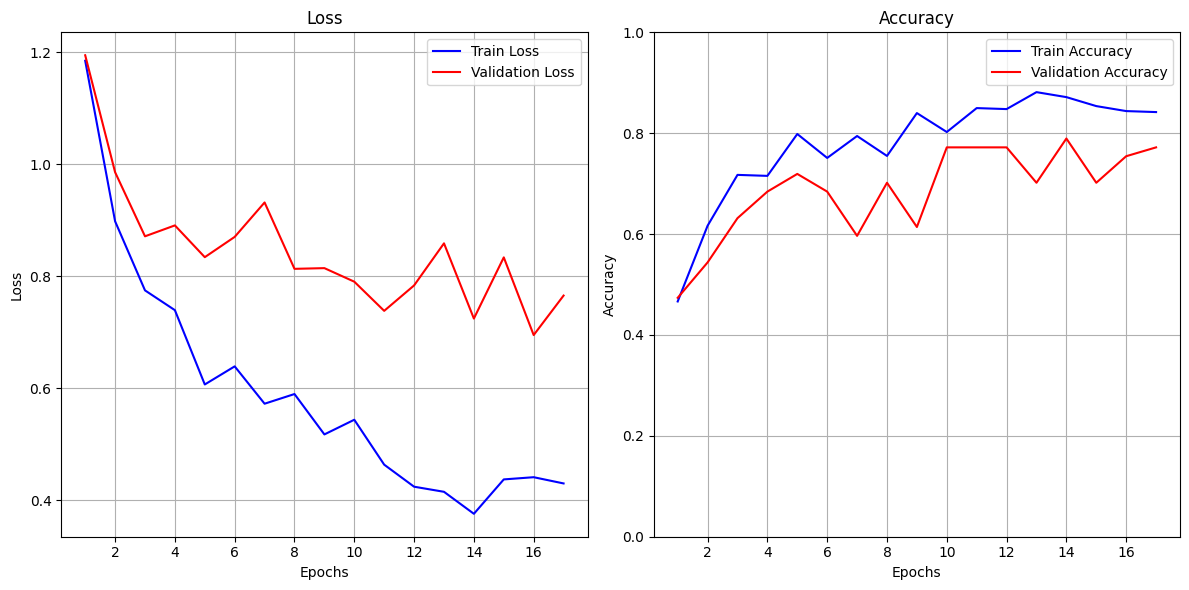 Loss
Train Loss
Validation Loss
1.2
1.0
0.8
0.6
0.4
Loss
2 4 6 8 10 12 14 16
Epochs
Accuracy
Train Accuracy
Validation Accuracy
1.0
0.8
0.6
0.4
0.2
0.0
Accuracy
2 4 6 8 10 12 14 16
Epochs